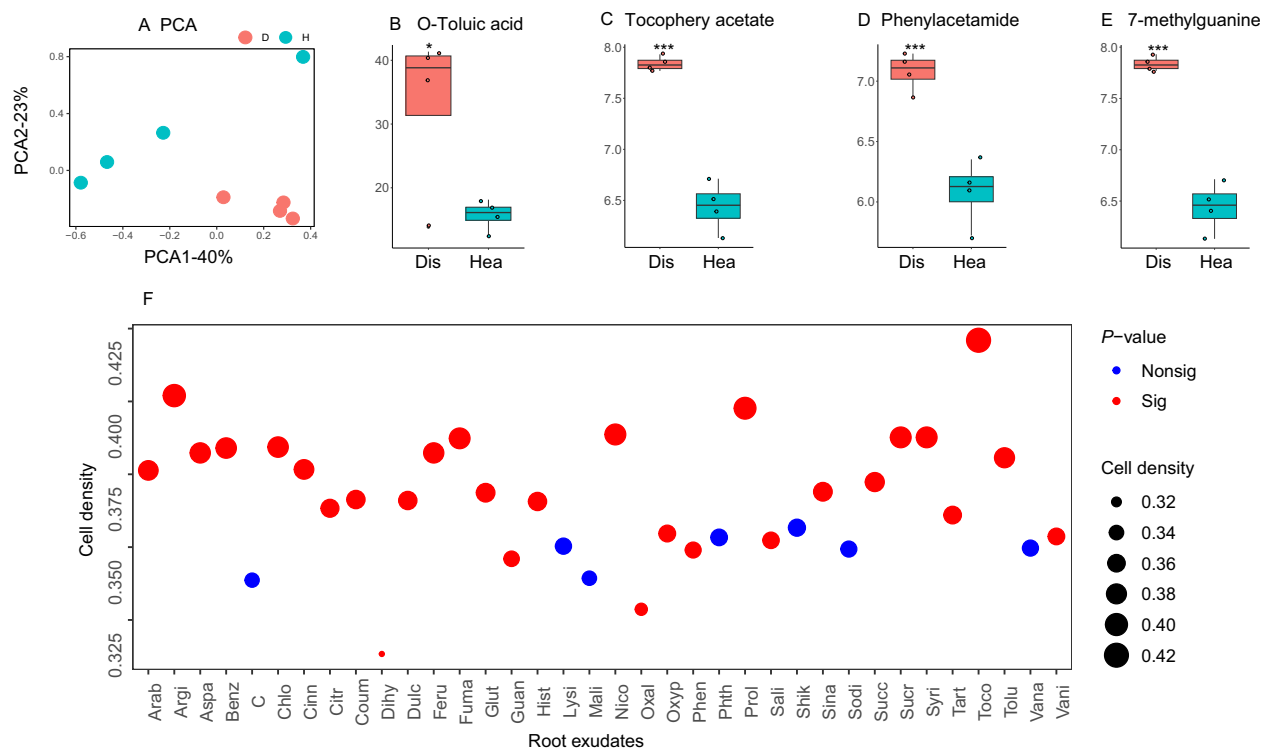 A PCA
D H
0.8
0.4
0.0
−0.6 −0.4 −0.2 0.0 0.2 0.4
PCA1-40%
PCA2-23%
B O-Toluic acid
*
40
30
20
Dis Hea
C Tocophery acetate
***
8.0
7.5
7.0
6.5
Dis Hea
D Phenylacetamide
***
7.0
6.5
6.0
Dis Hea
E 7-methylguanine
***
8.0
7.5
7.0
6.5
Dis Hea
F
0.425
0.400
0.375
0.350
0.325
Cell density
Arab Argi Aspa Benz C Chlo Cinn Citr Coum Dihy Dulc Feru Fuma Glut Guan Hist Lysi Mali Nico Oxal Oxyp Phen Phth Prol Sali Shik Sina Sodi Succ Sucr Syri Tart Toco Tolu Vana Vani
Root exudates
P−value
Nonsig
Sig
Cell density
0.32
0.34
0.36
0.38
0.40
0.42